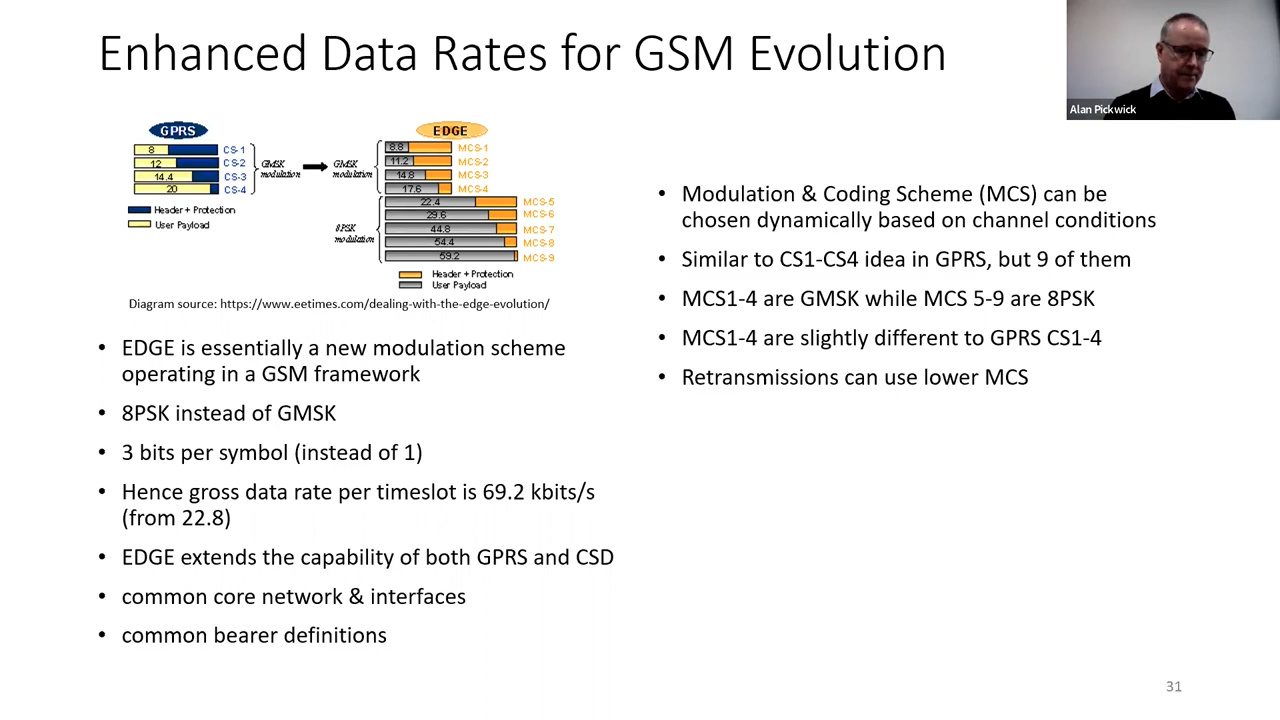 Enhanced Data Rates for GSM Evolution
Alan Pickwick
GPRS
8 CS-1
12 CS-2
14.4 CS-3
20 CS-4
GMSK
modulation
Header + Protection
User Payload
EDGE
GMSK
modulation
8.8 MCS-1
11.2 MCS-2
14.8 MCS-3
17.6 MCS-4
8PSK
modulation
22.4 MCS-5
29.6 MCS-6
44.8 MCS-7
54.4 MCS-8
59.2 MCS-9
Header + Protection
User Payload
Diagram source: https://www.eetimes.com/dealing-with-the-edge-evolution/
• EDGE is essentially a new modulation scheme
operating in a GSM framework
• 8PSK instead of GMSK
• 3 bits per symbol (instead of 1)
• Hence gross data rate per timeslot is 69.2 kbits/s
(from 22.8)
• EDGE extends the capability of both GPRS and CSD
• common core network & interfaces
• common bearer definitions
• Modulation & Coding Scheme (MCS) can be
chosen dynamically based on channel conditions
• Similar to CS1-CS4 idea in GPRS, but 9 of them
• MCS1-4 are GMSK while MCS 5-9 are 8PSK
• MCS1-4 are slightly different to GPRS CS1-4
• Retransmissions can use lower MCS
31